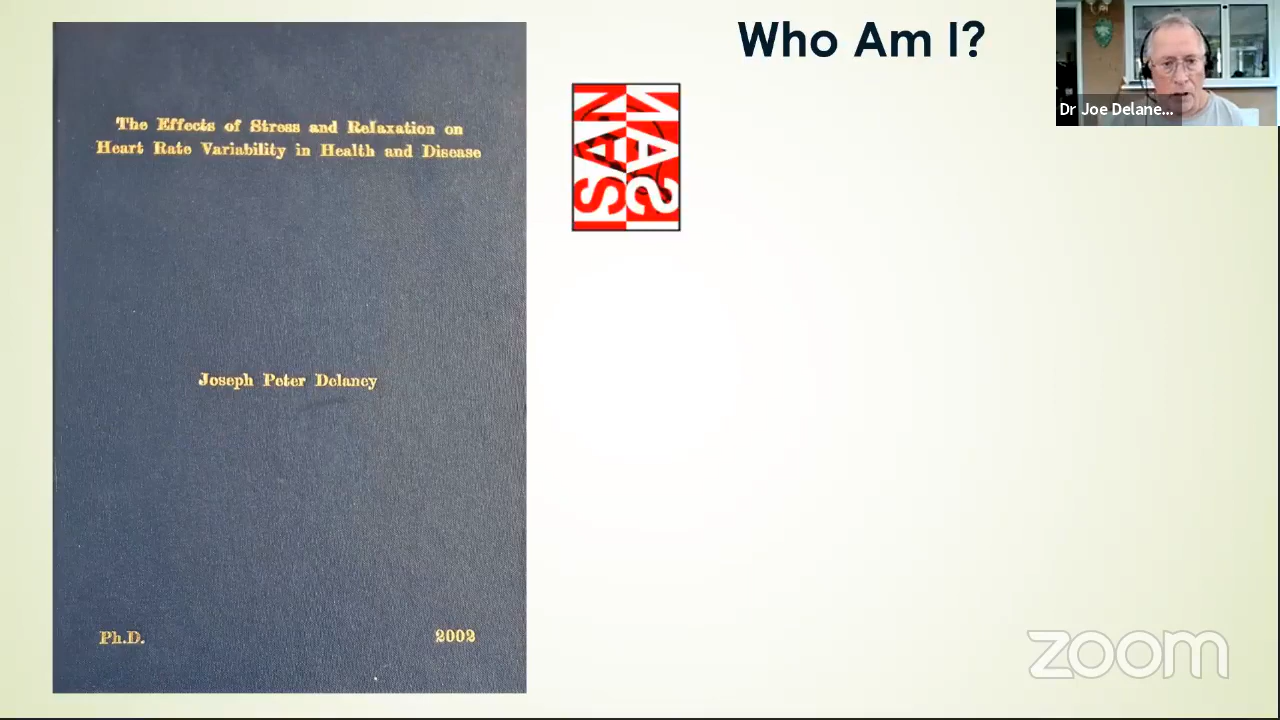 Who Am I?
The Effects of Stress and Relaxation on
Heart Rate Variability in Health and Disease
Joseph Peter Delaney
Ph.D. 2002
Dr Joe Delane...
zoom